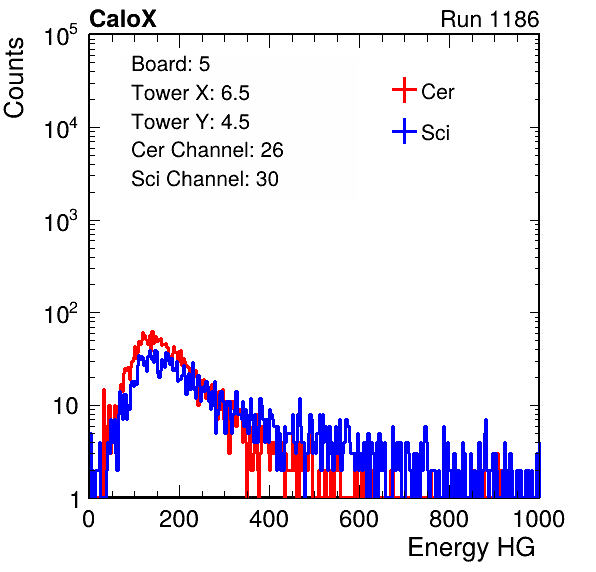 CaloX Run 1186
Counts
Board: 5
Tower X: 6.5
Tower Y: 4.5
Cer Channel: 26
Sci Channel: 30
Cer
Sci
10^5
10^4
10^3
10^2
10
1
0 200 400 600 800 1000
Energy HG